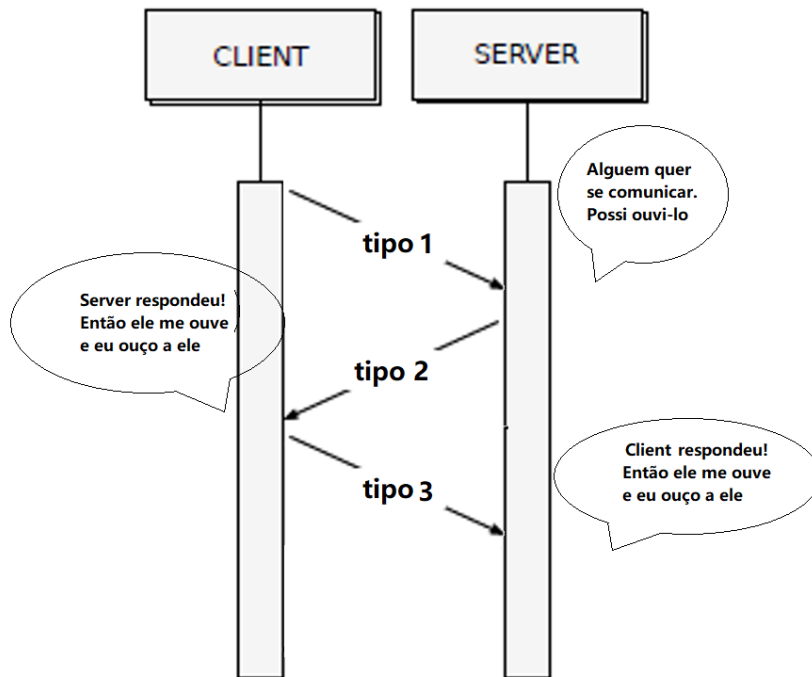 CLIENT
SERVER
Alguem quer
se comunicar.
Possi ouvi-lo
tipo 1
Server respondeu!
Então ele me ouve
e eu ouço a ele
tipo 2
Client respondeu!
Então ele me ouve
e eu ouço a ele
tipo 3